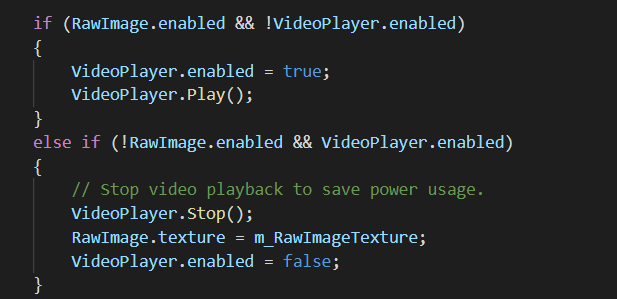 if (RawImage.enabled && !VideoPlayer.enabled)
{
    VideoPlayer.enabled = true;
    VideoPlayer.Play();
}
else if (!RawImage.enabled && VideoPlayer.enabled)
{
    // Stop video playback to save power usage.
    VideoPlayer.Stop();
    RawImage.texture = m_RawImageTexture;
    VideoPlayer.enabled = false;
}